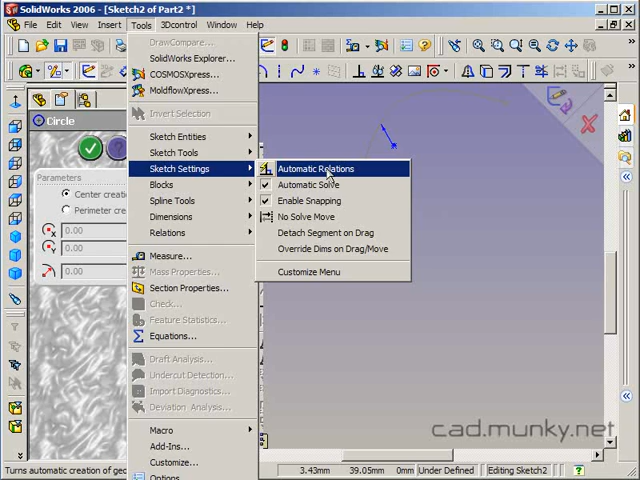 SolidWorks 2006 - [Sketch2 of Part2 *]
File Edit View Insert Tools 3Dcontrol Window Help
DrawCompare...
SolidWorks Explorer...
COSMOSXpress...
MoldflowXpress...
Invert Selection
Sketch Entities
Sketch Tools
Sketch Settings
Blocks
Spline Tools
Dimensions
Relations
Measure...
Mass Properties...
Section Properties...
Check...
Feature Statistics...
Equations...
Draft Analysis...
Undercut Detection...
Import Diagnostics...
Deviation Analysis...
Macro
Add-Ins...
Customize...
Options...
Automatic Relations
Automatic Solve
Enable Snapping
No Solve Move
Detach Segment on Drag
Override Dims on Drag/Move
Customize Menu
Circle
Parameters
Center creation
Perimeter cre
0.00
0.00
0.00
cad.munky.net
Turns automatic creation of geo
3.43mm 39.05mm 0mm Under Defined Editing Sketch2